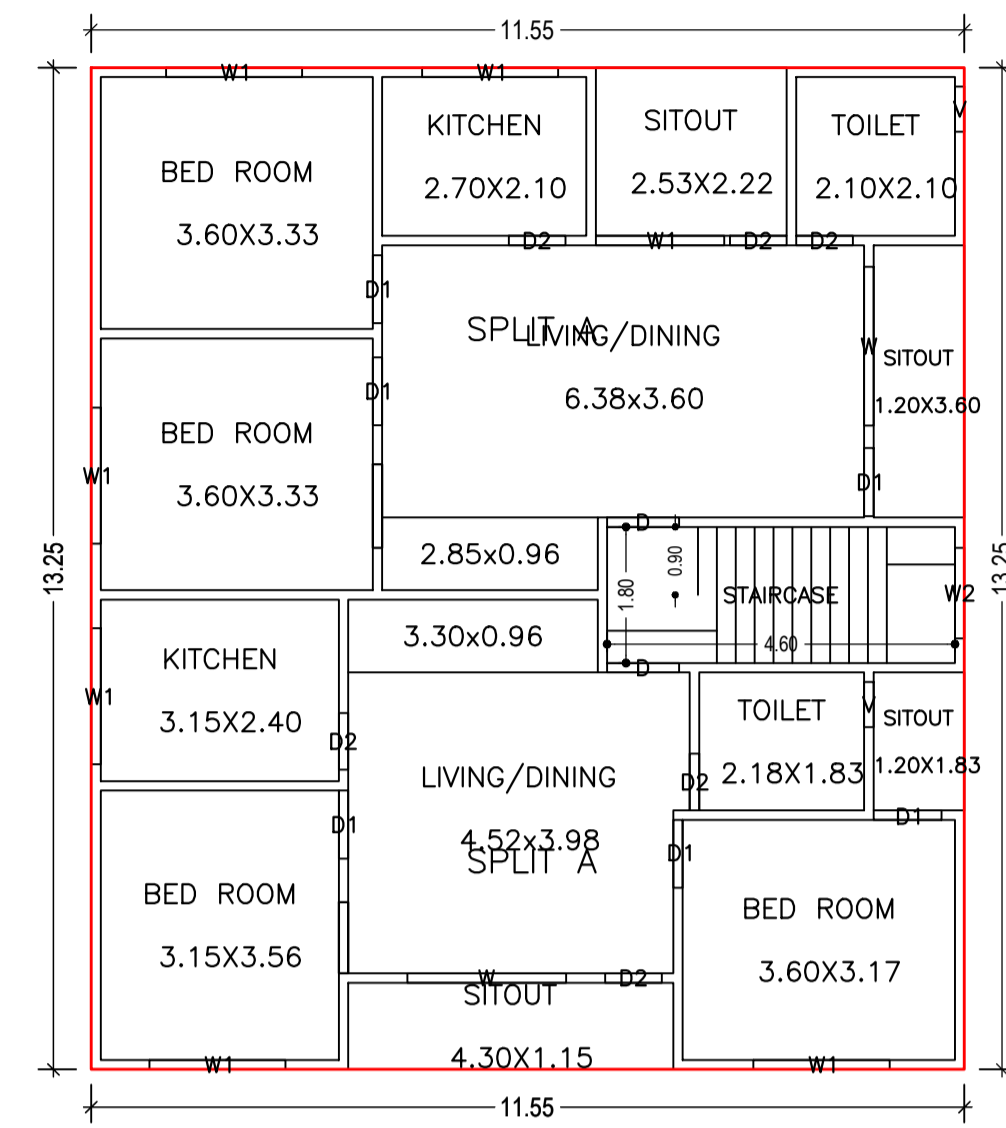 11.55
W1
W1
BED ROOM
3.60X3.33
KITCHEN
2.70X2.10
SITOUT
2.53X2.22
TOILET
2.10X2.10
V
D2
W1
D2
D2
D1
SPLIT A
LIVING/DINING
6.38x3.60
W
SITOUT
1.20X3.60
D1
BED ROOM
3.60X3.33
W1
D1
13.25
13.25
2.85x0.96
D
1.80
0.90
STAIRCASE
4.60
W2
3.30x0.96
D
KITCHEN
3.15X2.40
W1
D2
TOILET
2.18X1.83
V
SITOUT
1.20X1.83
D2
D1
LIVING/DINING
4.52x3.98
SPLIT A
D1
D1
BED ROOM
3.15X3.56
BED ROOM
3.60X3.17
W
D2
SITOUT
4.30X1.15
W1
W1
11.55